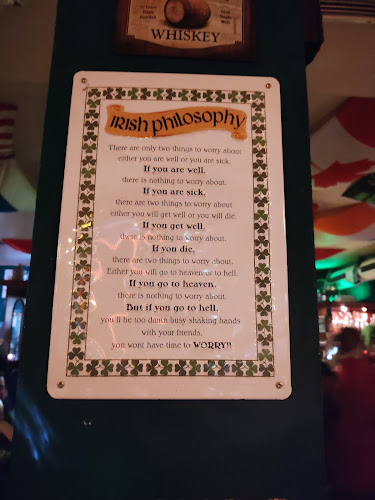 WHISKEY
IRISH PHILOSOPHY
There are only two things to worry about
either you are well or you are sick.
If you are well,
there is nothing to worry about.
If you are sick,
there are two things to worry about
either you will get well or you will die.
If you get well,
there is nothing to worry about.
If you die,
there are two things to worry about.
Either you will go to heaven or to hell.
If you go to heaven,
there is nothing to worry about.
But if you go to hell,
you'll be too damn busy shaking hands
with your friends,
you wont have time to WORRY!!